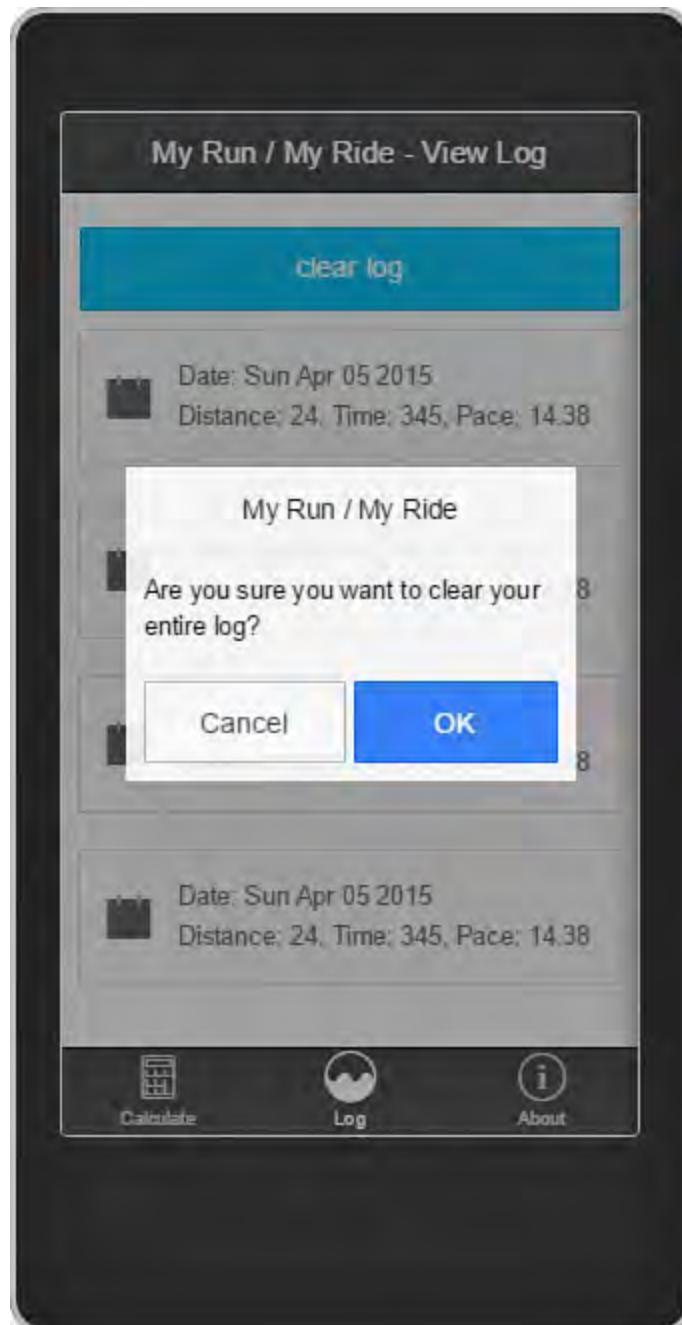 My Run / My Ride - View Log
clear log
Date: Sun Apr 05 2015
Distance: 24, Time: 345, Pace: 14.38
8
My Run / My Ride
Are you sure you want to clear your
entire log?
Cancel
OK
8
Date: Sun Apr 05 2015
Distance: 24, Time: 345, Pace: 14.38
Calculate
Log
About